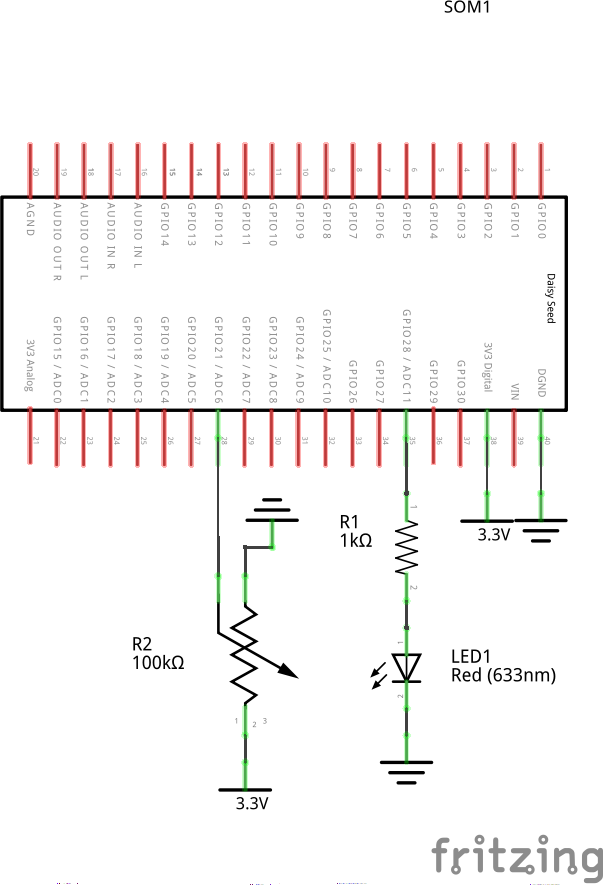 SOM1
20
19
18
17
16
15
14
13
12
11
10
9
8
7
6
5
4
3
2
1
AGND
AUDIO OUT R
AUDIO OUT L
AUDIO IN R
AUDIO IN L
GPIO14
GPIO13
GPIO12
GPIO11
GPIO10
GPIO9
GPIO8
GPIO7
GPIO6
GPIO5
GPIO4
GPIO3
GPIO2
GPIO1
GPIO0
Daisy Seed
3V3 Analog
GPIO15 / ADC0
GPIO16 / ADC1
GPIO17 / ADC2
GPIO18 / ADC3
GPIO19 / ADC4
GPIO20 / ADC5
GPIO21 / ADC6
GPIO22 / ADC7
GPIO23 / ADC8
GPIO24 / ADC9
GPIO25 / ADC10
GPIO26
GPIO27
GPIO28 / ADC11
GPIO29
GPIO30
3V3 Digital
VIN
DGND
21
22
23
24
25
26
27
28
29
30
31
32
33
34
35
36
37
38
39
40
1
R1
1kΩ
2
3.3V
R2
100kΩ
1
LED1
Red (633nm)
2
1 2 3
3.3V
fritzing